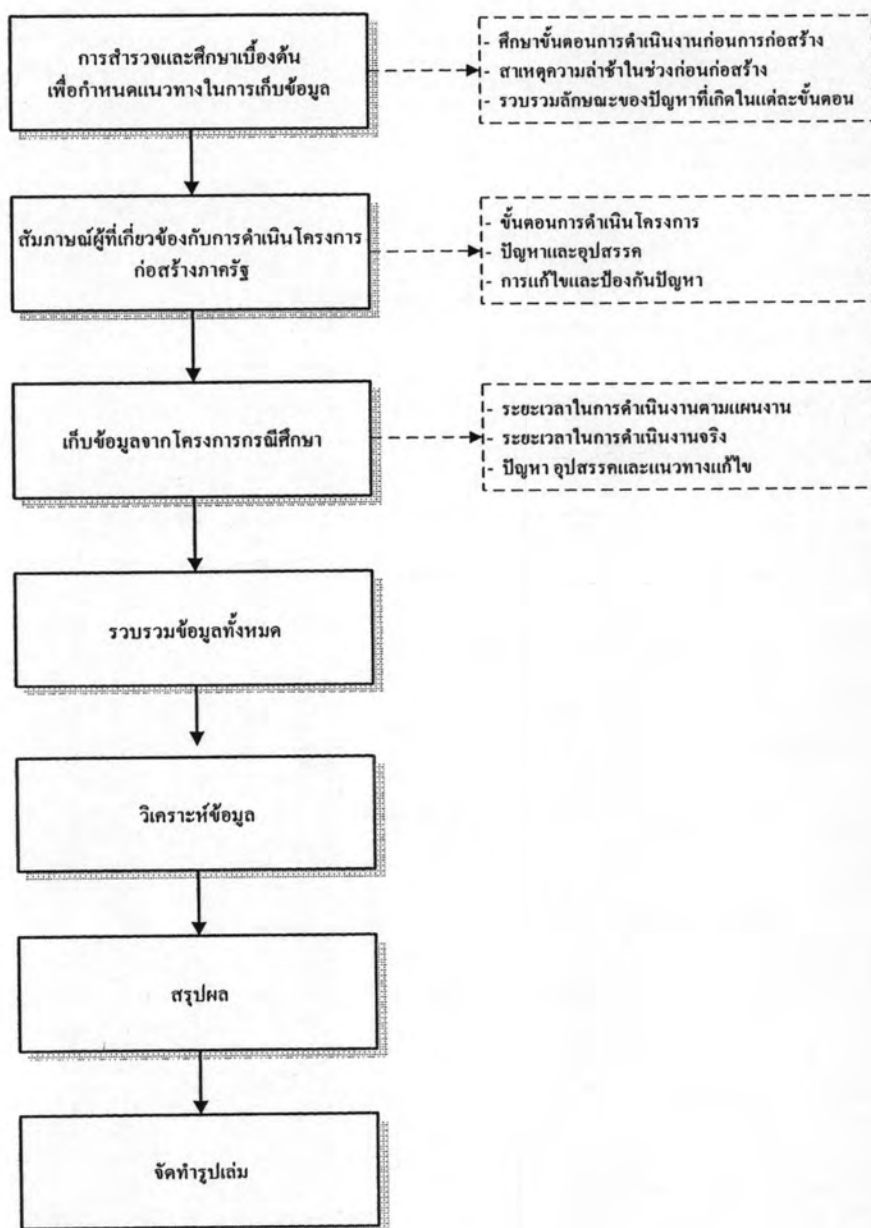 การสำรวจและศึกษาเบื้องต้น
เพื่อกำหนดแนวทางในการเก็บข้อมูล
- ศึกษาขั้นตอนการดำเนินงานก่อนการก่อสร้าง
- สาเหตุความล่าช้าในช่วงก่อนก่อสร้าง
- รวบรวมลักษณะของปัญหาที่เกิดในแต่ละขั้นตอน
สัมภาษณ์ผู้ที่เกี่ยวข้องกับการดำเนินโครงการ
ก่อสร้างภาครัฐ
- ขั้นตอนการดำเนินโครงการ
- ปัญหาและอุปสรรค
- การแก้ไขและป้องกันปัญหา
เก็บข้อมูลจากโครงการกรณีศึกษา
- ระยะเวลาในการดำเนินงานตามแผนงาน
- ระยะเวลาในการดำเนินงานจริง
- ปัญหา อุปสรรคและแนวทางแก้ไข
รวบรวมข้อมูลทั้งหมด
วิเคราะห์ข้อมูล
สรุปผล
จัดทำรูปเล่ม